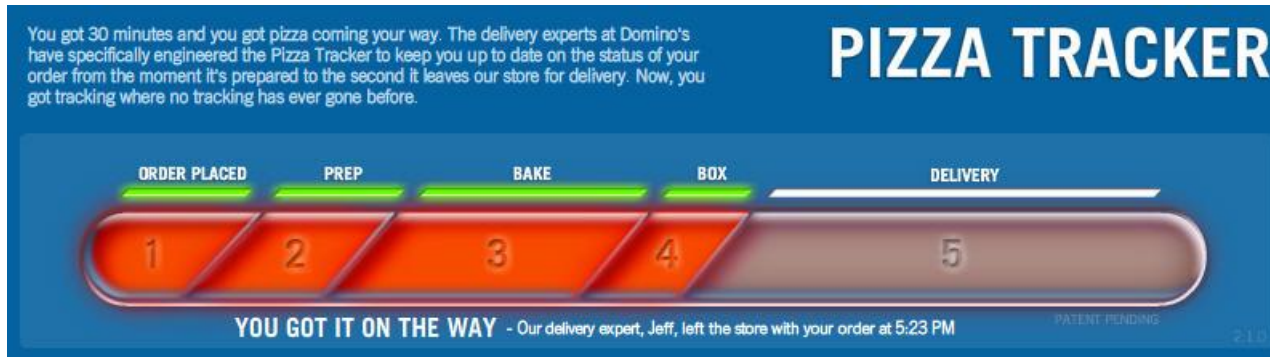 You got 30 minutes and you got pizza coming your way. The delivery experts at Domino's
have specifically engineered the Pizza Tracker to keep you up to date on the status of your
order from the moment it's prepared to the second it leaves our store for delivery. Now, you
got tracking where no tracking has ever gone before.
PIZZA TRACKER
ORDER PLACED PREP BAKE BOX DELIVERY
1 2 3 4 5
YOU GOT IT ON THE WAY - Our delivery expert, Jeff, left the store with your order at 5:23 PM
PATENT PENDING
2.1.0